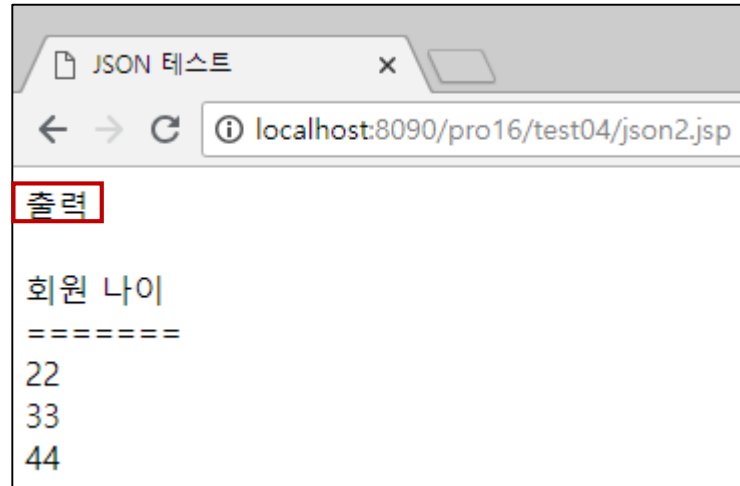 JSON 테스트
localhost:8090/pro16/test04/json2.jsp
출력
회원 나이
=======
22
33
44